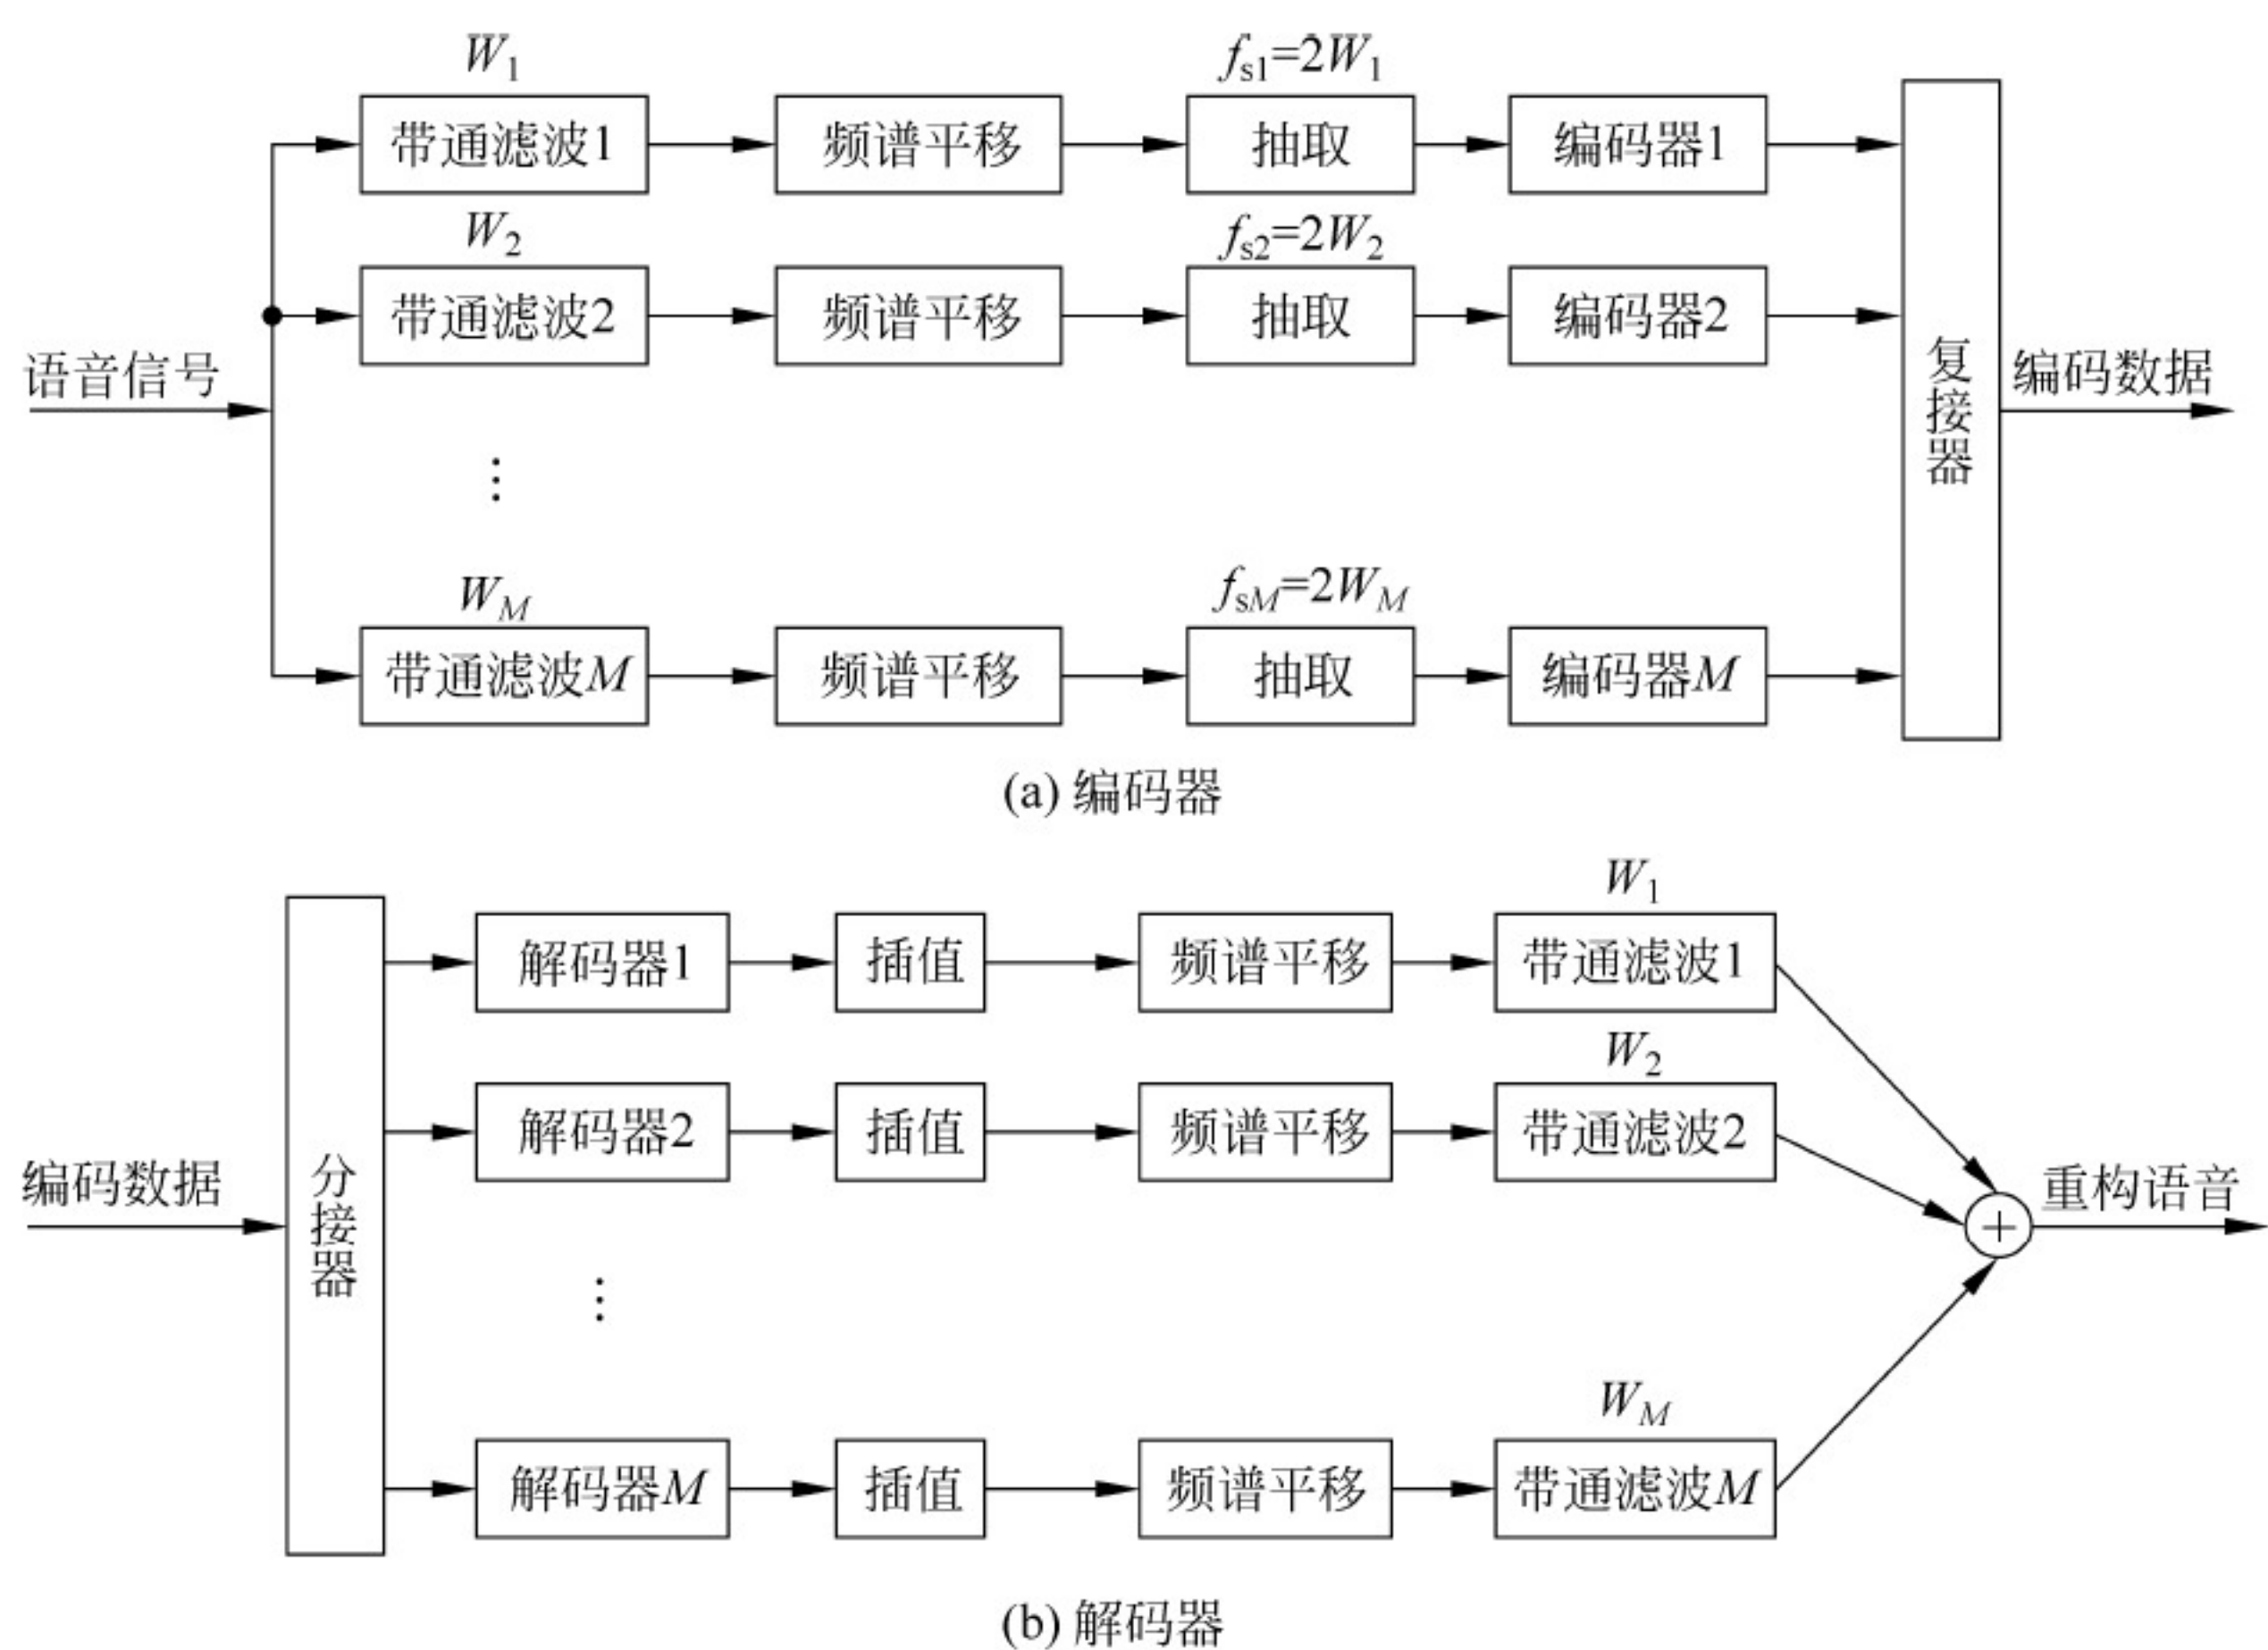 W1
fs1=2W1
带通滤波1
频谱平移
抽取
编码器1
W2
fs2=2W2
带通滤波2
频谱平移
抽取
编码器2
语音信号
复接器
编码数据
⋮
WM
fsM=2WM
带通滤波M
频谱平移
抽取
编码器M
(a) 编码器
W1
解码器1
插值
频谱平移
带通滤波1
W2
解码器2
插值
频谱平移
带通滤波2
编码数据
分接器
+
重构语音
⋮
WM
解码器M
插值
频谱平移
带通滤波M
(b) 解码器